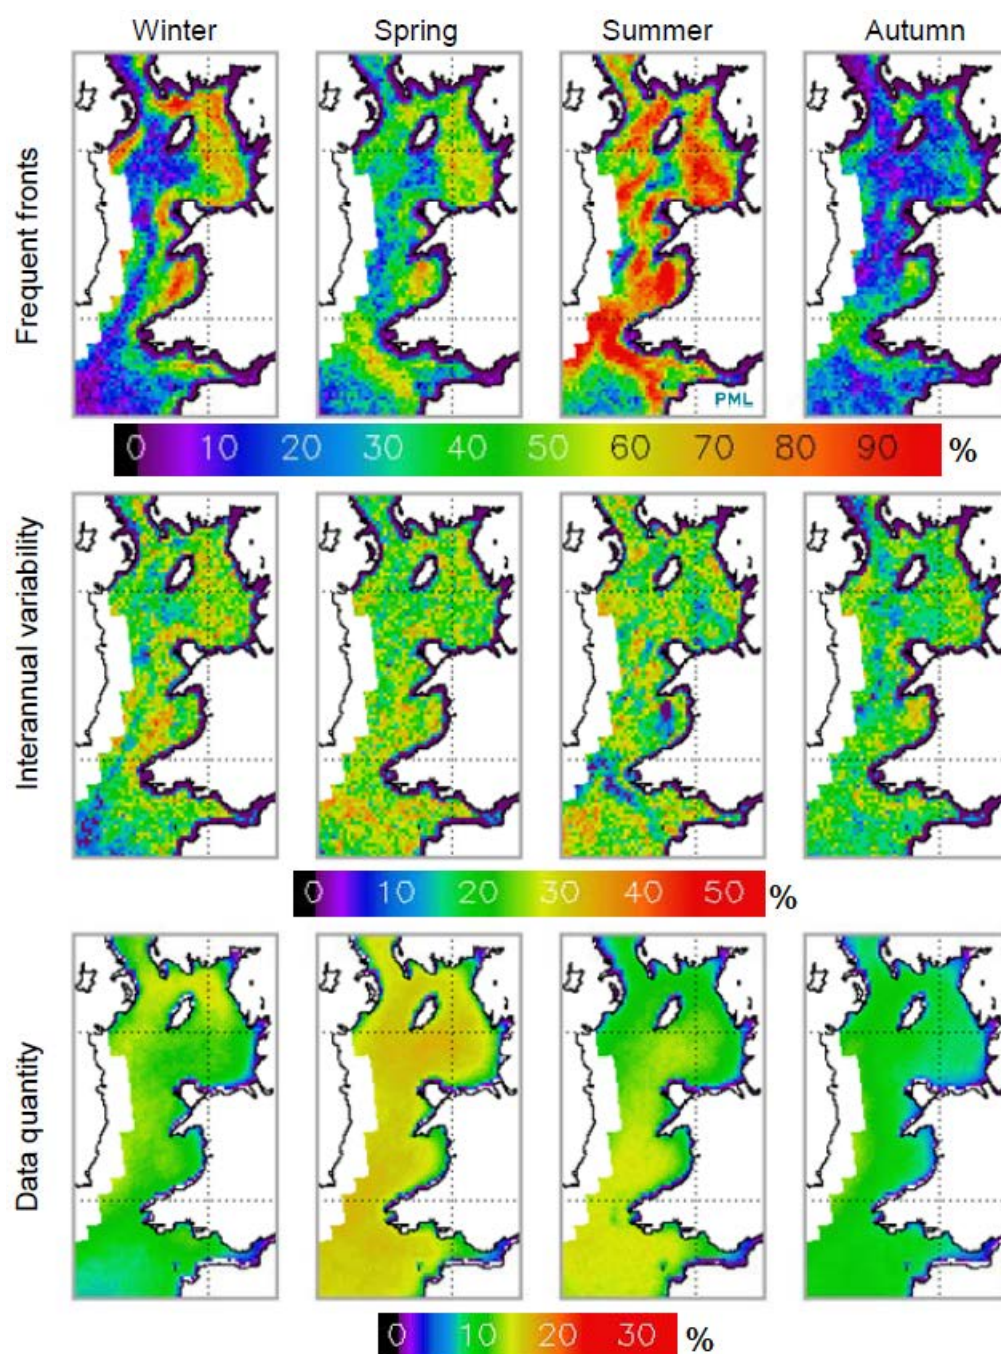 Winter Spring Summer Autumn
Frequent fronts
PML
0 10 20 30 40 50 60 70 80 90 %
Interannual variability
0 10 20 30 40 50 %
Data quantity
0 10 20 30 %